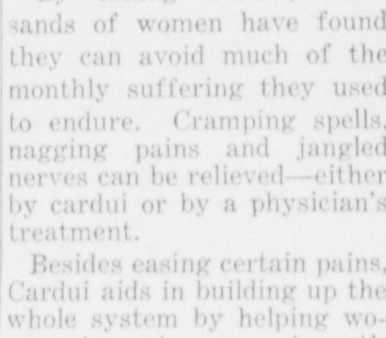 sands of women have found
they can avoid much of the
monthly suffering they used
to endure. Cramping spells,
nagging pains and jangled
nerves can be relieved—either
by cardui or by a physician's
treatment.
Besides easing certain pains,
Cardui aids in building up the
whole system by helping wo-